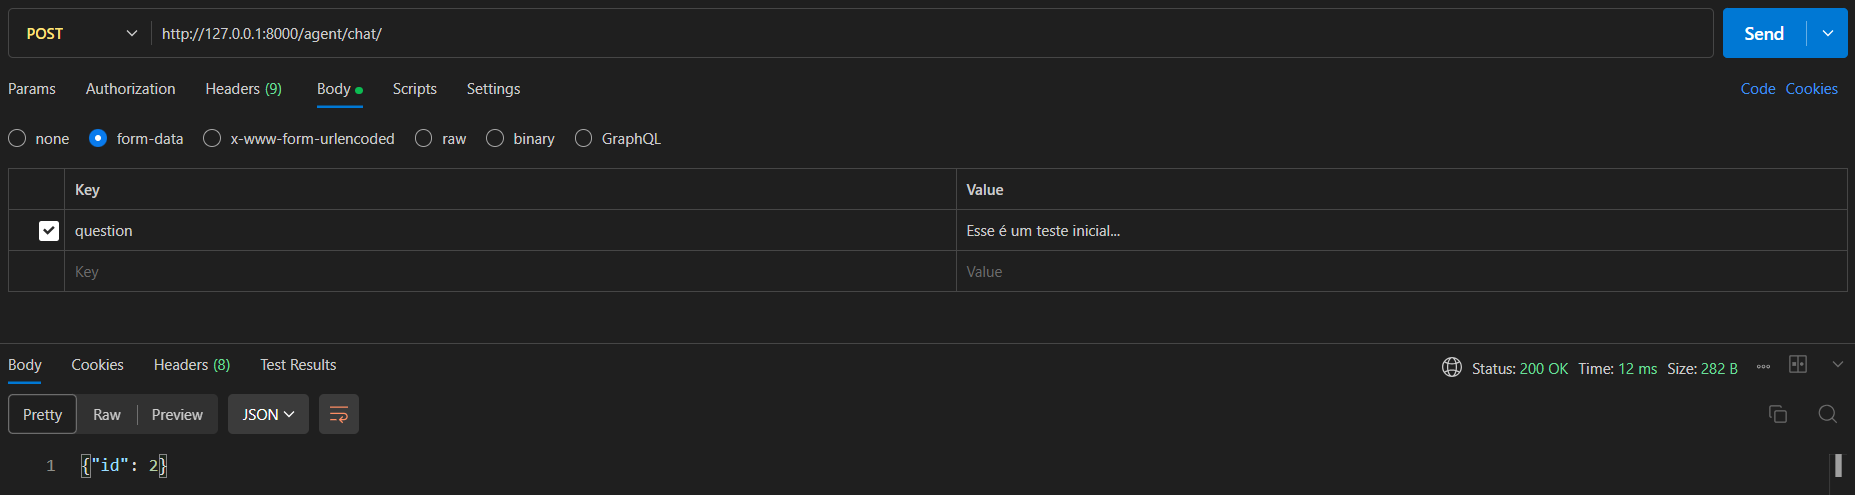 POST http://127.0.0.1:8000/agent/chat/ Send
Params Authorization Headers (9) Body Scripts Settings Code Cookies
none form-data x-www-form-urlencoded raw binary GraphQL
Key Value
question Esse é um teste inicial...
Key Value
Body Cookies Headers (8) Test Results Status: 200 OK Time: 12 ms Size: 282 B
Pretty Raw Preview JSON
1 {"id": 2}